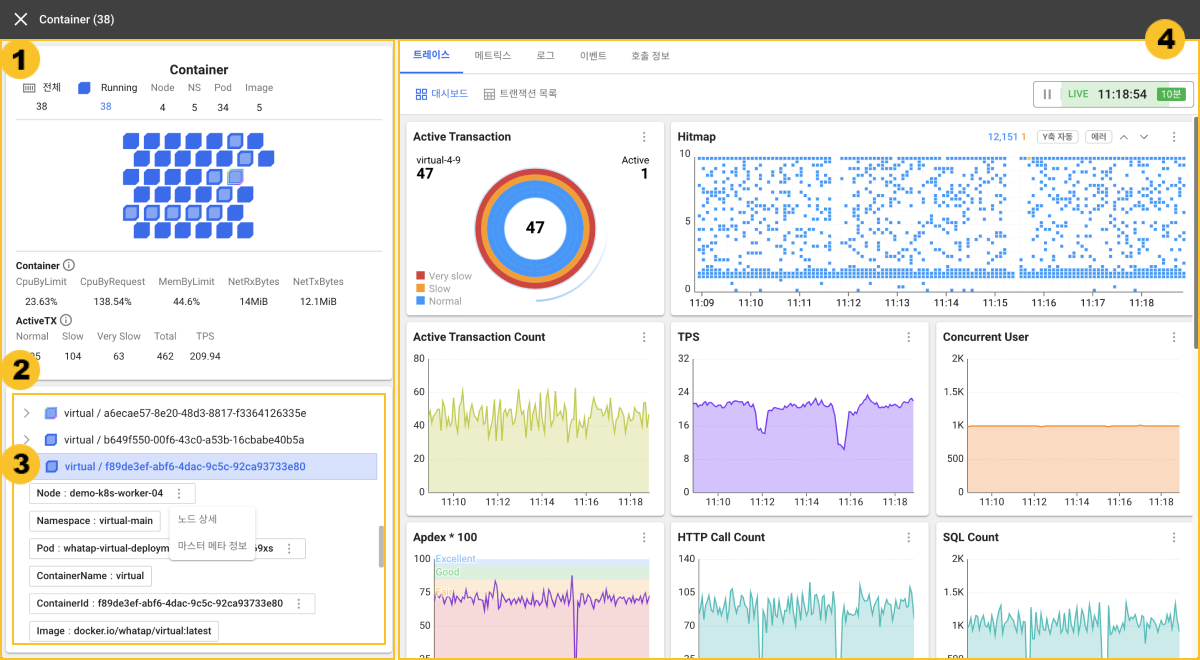 Container (38)
1
Container
전체 Running Node NS Pod Image
38 38 4 5 34 5
Container
CpuByLimit CpuByRequest MemByLimit NetRxBytes NetTxBytes
23.63% 138.54% 44.6% 14MiB 12.1MiB
ActiveTX
Normal Slow Very Slow Total TPS
104 63 462 209.94
2
virtual / a6ecae57-8e20-48d3-8817-f3364126335e
virtual / b649f550-00f6-43c0-a53b-16cbabe40b5a
3
virtual / f89de3ef-abf6-4dac-9c5c-92ca93733e80
Node : demo-k8s-worker-04
Namespace : virtual-main
노드 상세
마스터 메타 정보
Pod : whatap-virtual-deploym 59xs
ContainerName : virtual
ContainerId : f89de3ef-abf6-4dac-9c5c-92ca93733e80
Image : docker.io/whatap/virtual:latest
4
트레이스 메트릭스 로그 이벤트 호출 정보
대시보드 트랜잭션 목록
LIVE 11:18:54 10분
Active Transaction
virtual-4-9 Active
47 1
47
Very slow
Slow
Normal
Hitmap 12,151 1 Y축 자동 에러
10
5
0
11:09 11:10 11:11 11:12 11:13 11:14 11:15 11:16 11:17 11:18
Active Transaction Count
80
60
40
20
0
11:10 11:12 11:14 11:16 11:18
TPS
32
24
16
8
0
11:10 11:12 11:14 11:16 11:18
Concurrent User
2K
1.5K
1K
500
0
11:10 11:12 11:14 11:16 11:18
Apdex * 100
100
Excellent
Good
75
Fair
50
25
HTTP Call Count
140
105
70
35
SQL Count
2K
1.5K
1K
500